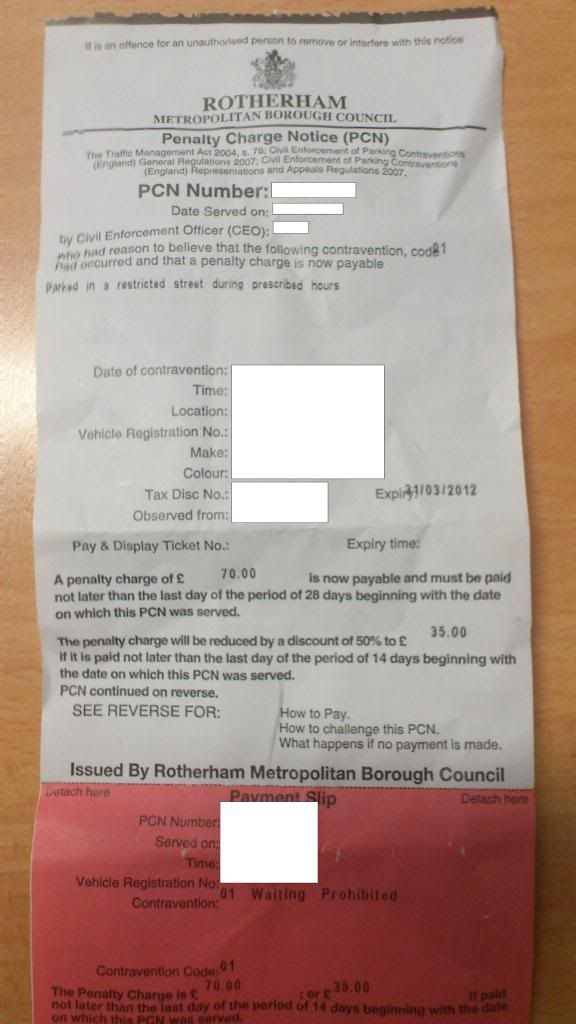 It is an offence for an unauthorised person to remove or interfere with this notice
ROTHERHAM
METROPOLITAN BOROUGH COUNCIL
Penalty Charge Notice (PCN)
The Traffic Management Act 2004, s. 78; Civil Enforcement of Parking Contraventions
(England) General Regulations 2007; Civil Enforcement of Parking Contraventions
(England) Representations and Appeals Regulations 2007.
PCN Number:
Date Served on:
by Civil Enforcement Officer (CEO):
who had reason to believe that the following contravention, code 01
had occurred and that a penalty charge is now payable
Parked in a restricted street during prescribed hours
Date of contravention:
Time:
Location:
Vehicle Registration No.:
Make:
Colour:
Tax Disc No.: Expiry: 31/03/2012
Observed from:
Pay & Display Ticket No.: Expiry time:
A penalty charge of £ 70.00 is now payable and must be paid
not later than the last day of the period of 28 days beginning with the date
on which this PCN was served.
The penalty charge will be reduced by a discount of 50% to £ 35.00
if it is paid not later than the last day of the period of 14 days beginning with
the date on which this PCN was served.
PCN continued on reverse.
SEE REVERSE FOR: How to Pay.
How to challenge this PCN.
What happens if no payment is made.
Issued By Rotherham Metropolitan Borough Council
Detach here Payment Slip Detach here
PCN Number:
Served on:
Time:
Vehicle Registration No:
Contravention: 01 Waiting Prohibited
Contravention Code: 01
The Penalty Charge is £ 70.00 ; or £ 35.00 if paid
not later than the last day of the period of 14 days beginning with the date
on which this PCN was served.